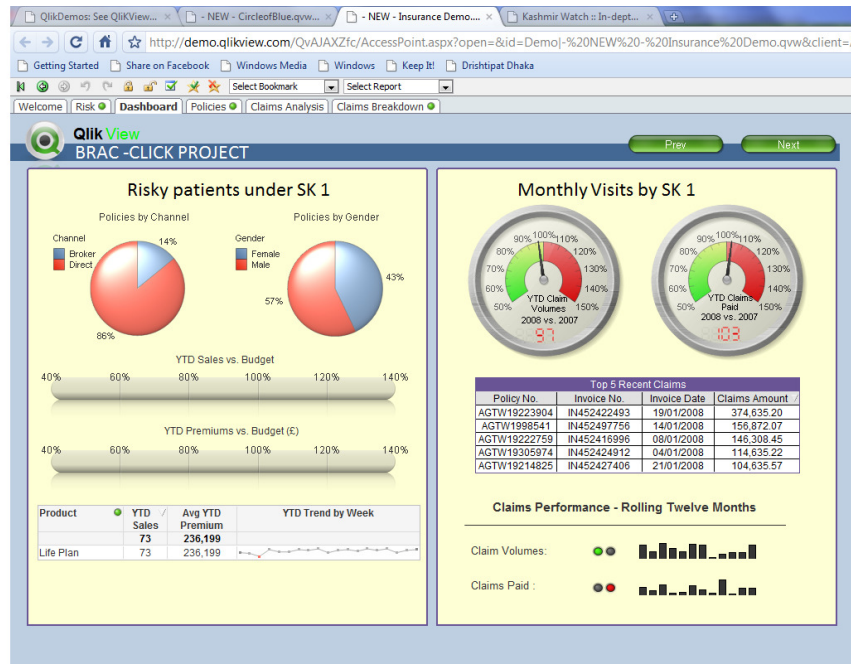 QlikDemos: See QlikView...
- NEW - CircleofBlue.qvw...
- NEW - Insurance Demo....
Kashmir Watch :: In-dept...
http://demo.qlikview.com/QvAJAXZfc/AccessPoint.aspx?open=&id=Demo|-%20NEW%20-%20Insurance%20Demo.qvw&client=
Getting Started Share on Facebook Windows Media Windows Keep It! Drishtipat Dhaka
Select Bookmark Select Report
Welcome Risk Dashboard Policies Claims Analysis Claims Breakdown
QlikView
BRAC -CLICK PROJECT
Prev Next
Risky patients under SK 1
Policies by Channel
Channel
Broker
Direct
14%
86%
Policies by Gender
Gender
Female
Male
43%
57%
YTD Sales vs. Budget
40% 60% 80% 100% 120% 140%
YTD Premiums vs. Budget (£)
40% 60% 80% 100% 120% 140%
Product YTD Sales Avg YTD Premium YTD Trend by Week
73 236,199
Life Plan 73 236,199
Monthly Visits by SK 1
50% 60% 70% 80% 90% 100% 110% 120% 130% 140% 150%
YTD Claim
Volumes
2008 vs. 2007
97
50% 60% 70% 80% 90% 100% 110% 120% 130% 140% 150%
YTD Claims
Paid
2008 vs. 2007
103
Top 5 Recent Claims
Policy No. Invoice No. Invoice Date Claims Amount
AGTW19223904 IN452422493 19/01/2008 374,635.20
AGTW1998541 IN452497756 14/01/2008 156,872.07
AGTW19222759 IN452416996 08/01/2008 146,308.45
AGTW19305974 IN452424912 04/01/2008 114,635.22
AGTW19214825 IN452427406 21/01/2008 104,635.57
Claims Performance - Rolling Twelve Months
Claim Volumes:
Claims Paid :